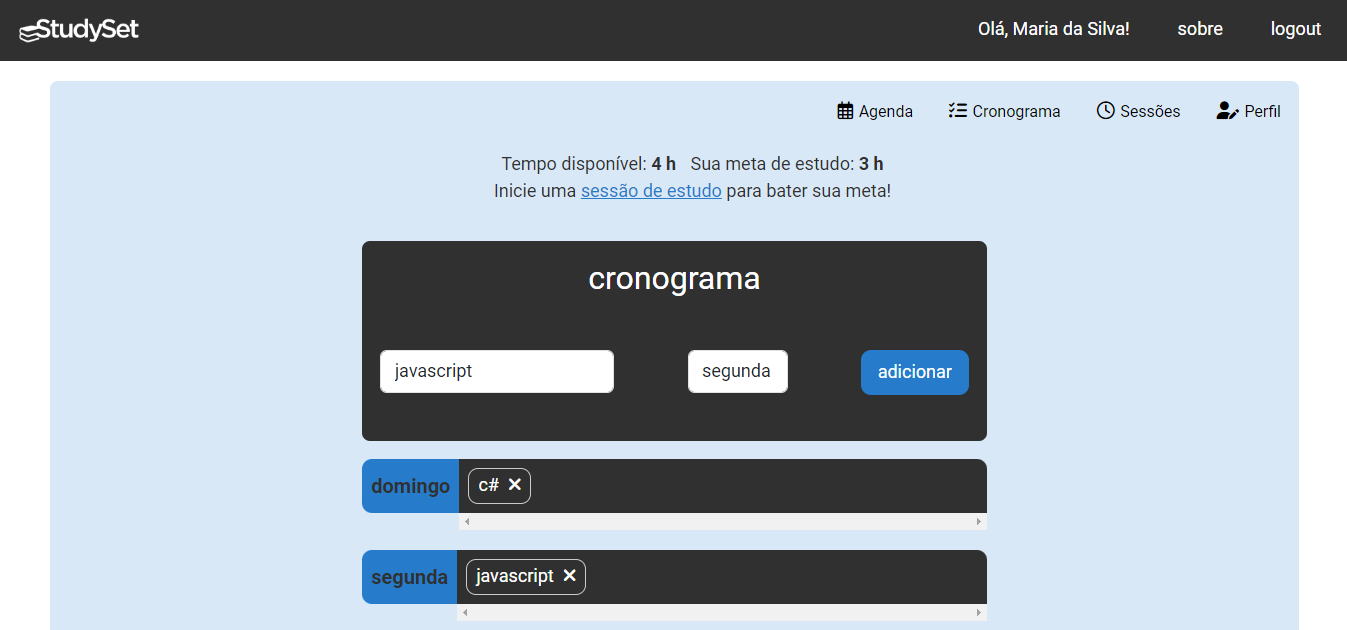 StudySet Olá, Maria da Silva! sobre logout
Agenda Cronograma Sessões Perfil
Tempo disponível: 4 h Sua meta de estudo: 3 h
Inicie uma sessão de estudo para bater sua meta!
cronograma
javascript segunda adicionar
domingo c# ✕
segunda javascript ✕